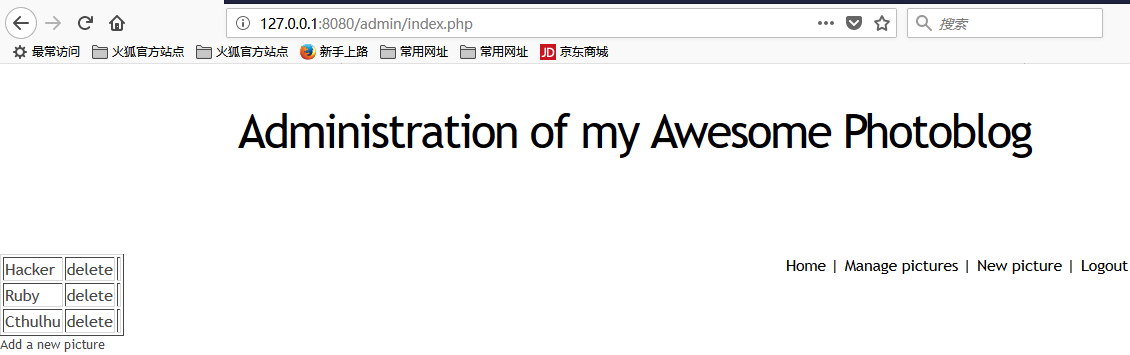 127.0.0.1:8080/admin/index.php
搜索
最常访问 火狐官方站点 火狐官方站点 新手上路 常用网址 常用网址 JD 京东商城
Administration of my Awesome Photoblog
Home | Manage pictures | New picture | Logout
Hacker delete
Ruby delete
Cthulhu delete
Add a new picture